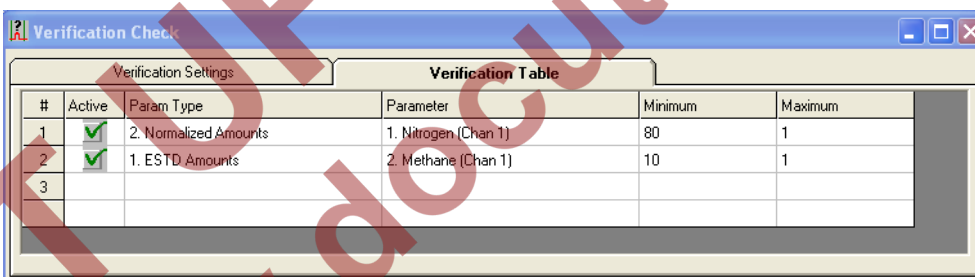 Verification Check
Verification Settings
Verification Table
# Active Param Type Parameter Minimum Maximum
1 2. Normalized Amounts 1. Nitrogen (Chan 1) 80 1
2 1. ESTD Amounts 2. Methane (Chan 1) 10 1
3